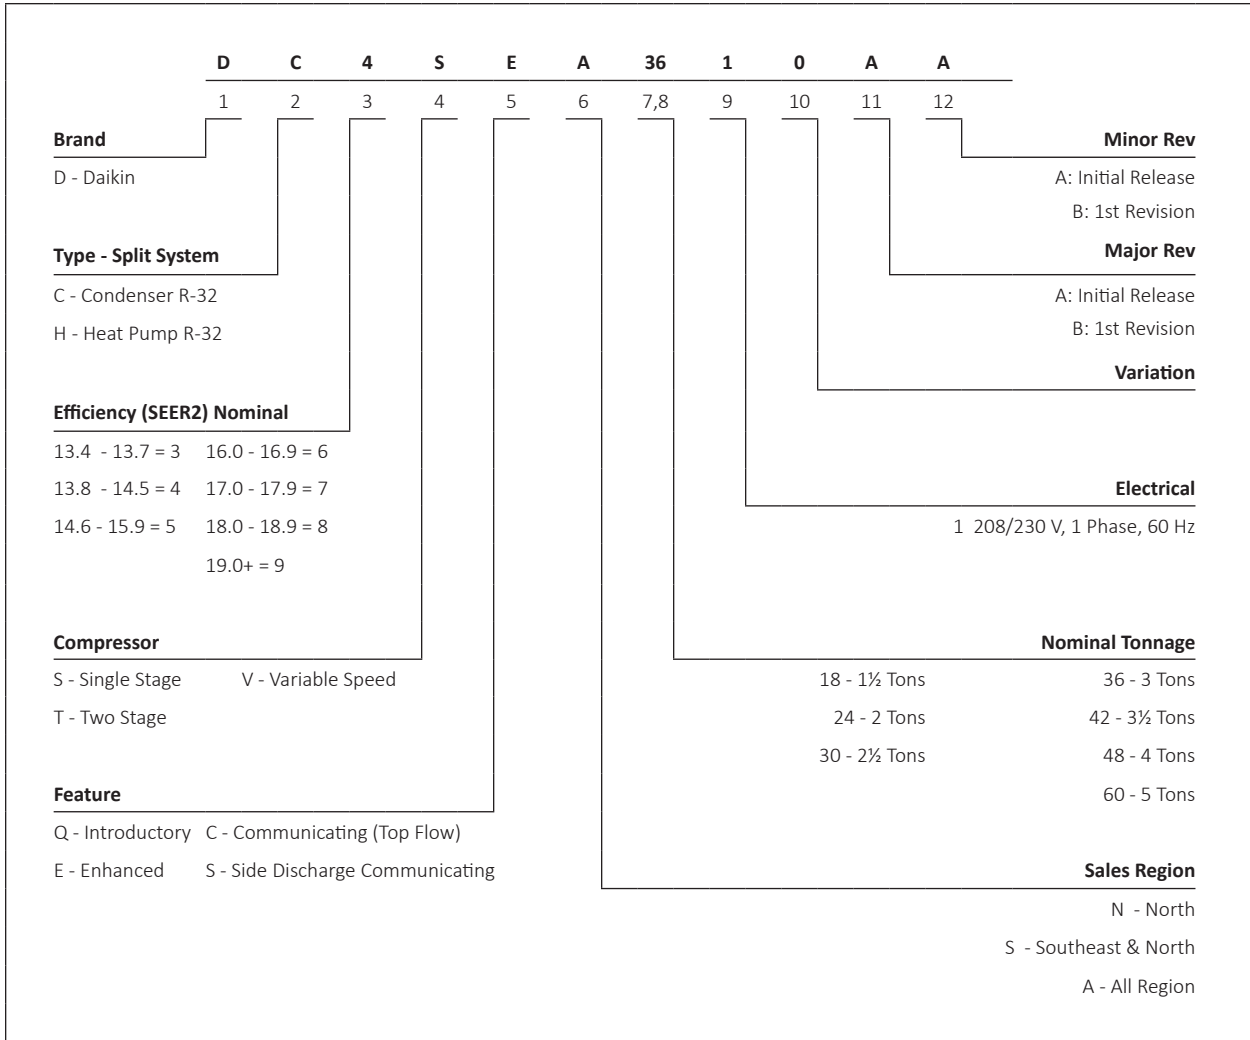 D C 4 S E A 36 1 0 A A
1 2 3 4 5 6 7,8 9 10 11 12
Brand
D - Daikin
Type - Split System
C - Condenser R-32
H - Heat Pump R-32
Efficiency (SEER2) Nominal
13.4 - 13.7 = 3 16.0 - 16.9 = 6
13.8 - 14.5 = 4 17.0 - 17.9 = 7
14.6 - 15.9 = 5 18.0 - 18.9 = 8
19.0+ = 9
Compressor
S - Single Stage V - Variable Speed
T - Two Stage
Feature
Q - Introductory C - Communicating (Top Flow)
E - Enhanced S - Side Discharge Communicating
Minor Rev
A: Initial Release
B: 1st Revision
Major Rev
A: Initial Release
B: 1st Revision
Variation
Electrical
1 208/230 V, 1 Phase, 60 Hz
Nominal Tonnage
18 - 1½ Tons 36 - 3 Tons
24 - 2 Tons 42 - 3½ Tons
30 - 2½ Tons 48 - 4 Tons
60 - 5 Tons
Sales Region
N - North
S - Southeast & North
A - All Region